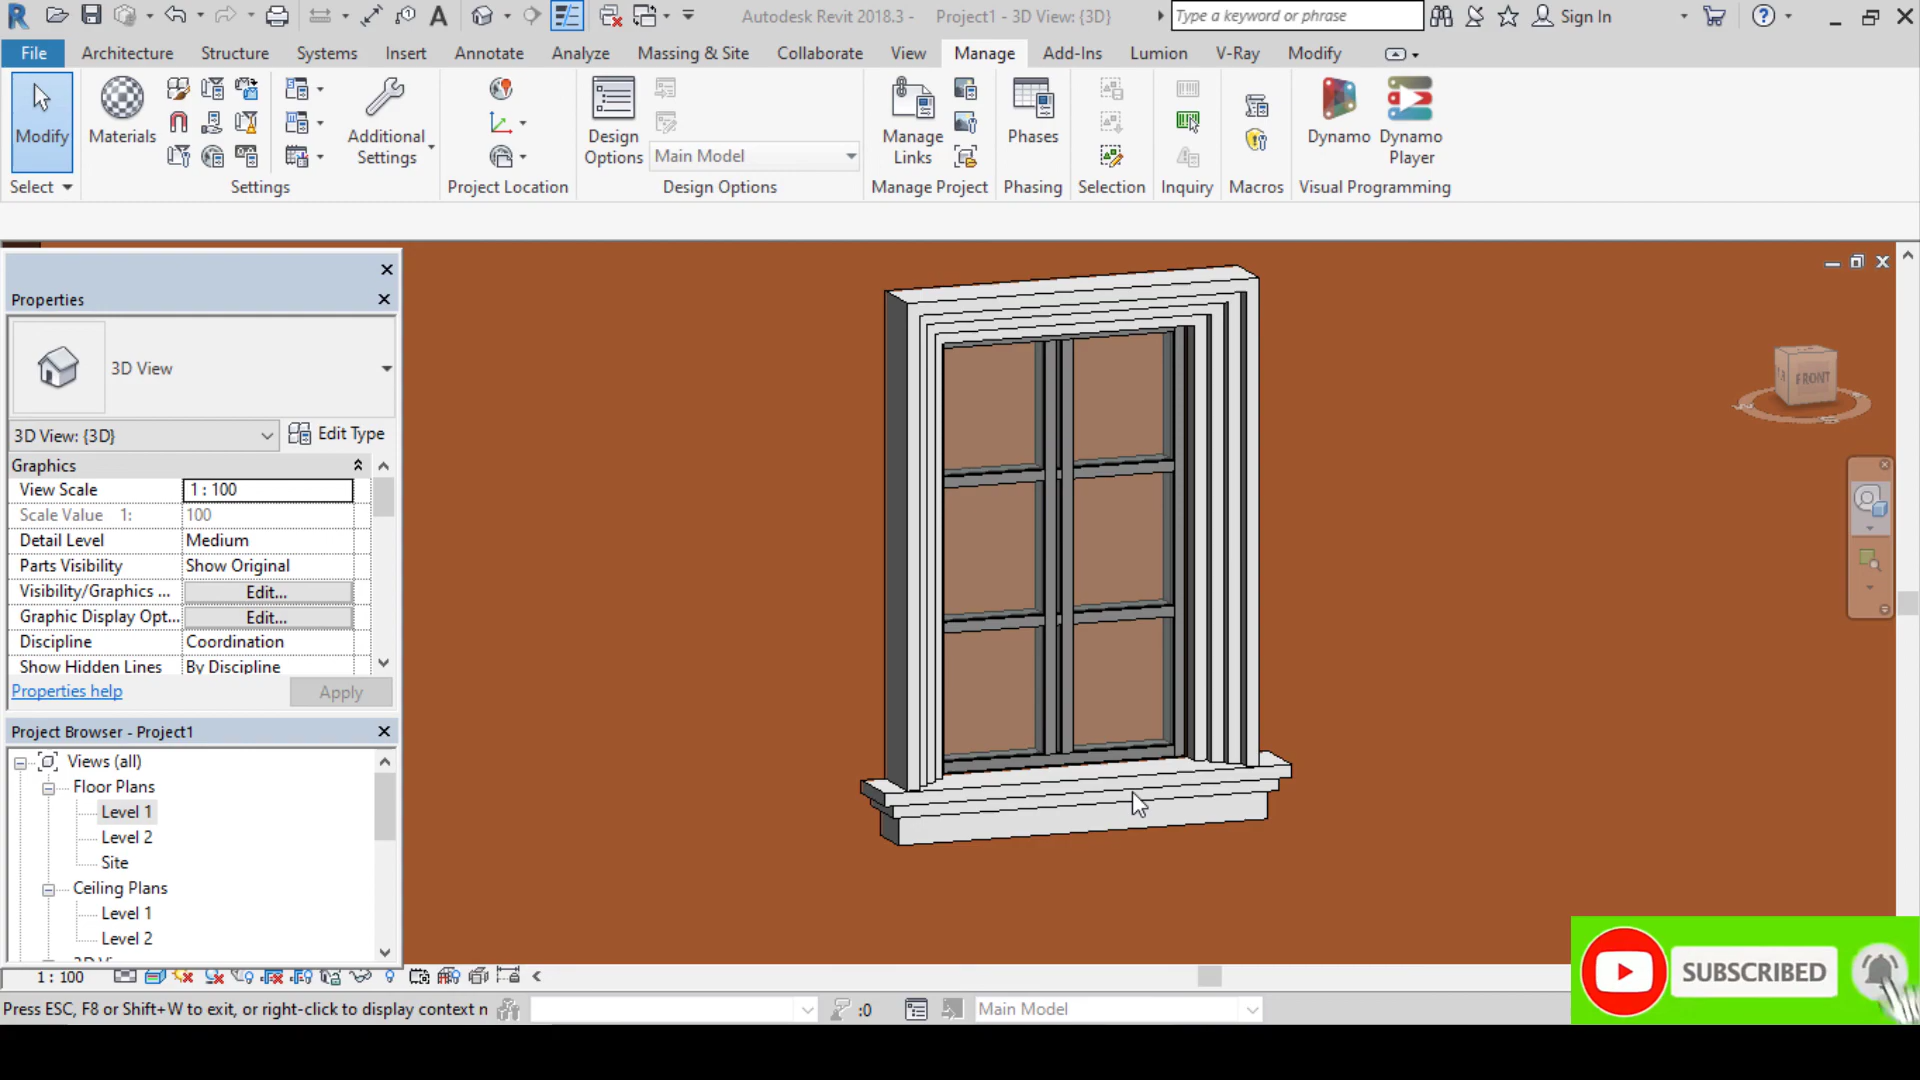 Autodesk Revit 2018.3 - Project1 - 3D View: {3D}
Type a keyword or phrase
Sign In
File Architecture Structure Systems Insert Annotate Analyze Massing & Site Collaborate View Manage Add-Ins Lumion V-Ray Modify
Modify
Materials
Additional
Settings
Design
Options
Main Model
Manage
Links
Phases
Dynamo
Dynamo
Player
Select
Settings
Project Location
Design Options
Manage Project
Phasing
Selection
Inquiry
Macros
Visual Programming
Properties
3D View
3D View: {3D}
Edit Type
Graphics
View Scale 1 : 100
Scale Value 1: 100
Detail Level Medium
Parts Visibility Show Original
Visibility/Graphics ... Edit...
Graphic Display Opt... Edit...
Discipline Coordination
Show Hidden Lines By Discipline
Properties help
Apply
Project Browser - Project1
Views (all)
Floor Plans
Level 1
Level 2
Site
Ceiling Plans
Level 1
Level 2
FRONT
1 : 100
Press ESC, F8 or Shift+W to exit, or right-click to display context n
:0
Main Model
SUBSCRIBED